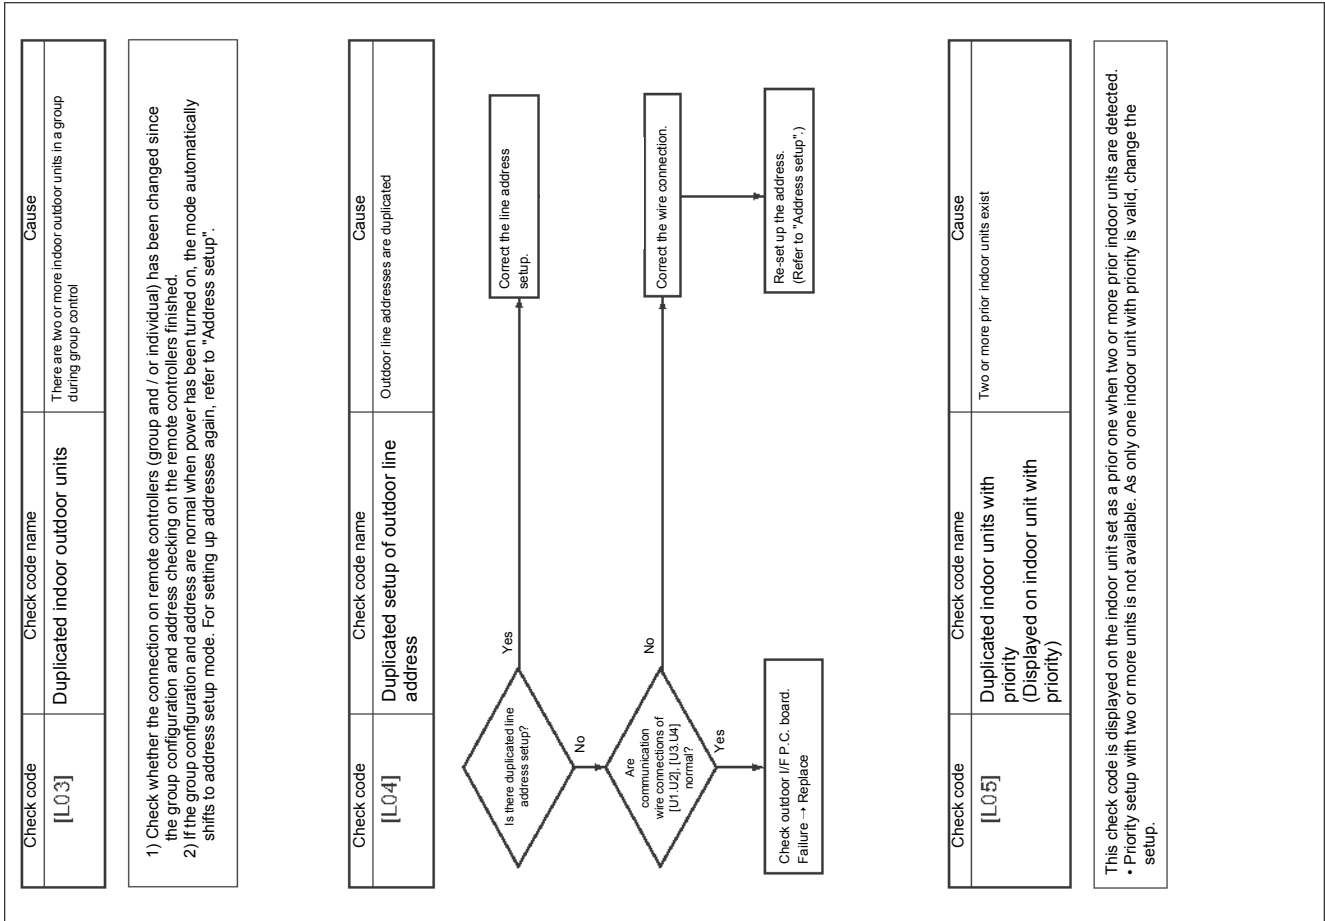 Check code
Check code name
Cause
[L03]
Duplicated indoor outdoor units
There are two or more indoor outdoor units in a group
during group control
1) Check whether the connection on remote controllers (group and / or individual) has been changed since
the group configuration and address checking on the remote controllers finished.
2) If the group configuration and address are normal when power has been turned on, the mode automatically
shifts to address setup mode. For setting up addresses again, refer to "Address setup".
Check code
Check code name
Cause
[L04]
Duplicated setup of outdoor line
address
Outdoor line addresses are duplicated
Is there duplicated line
address setup?
Yes
Correct the line address
setup.
No
Are
communication
wire connections of
[U1.U2], [U3.U4]
normal?
No
Correct the wire connection.
Yes
Check outdoor I/F P.C. board.
Failure → Replace
Re-set up the address.
(Refer to "Address setup".)
Check code
Check code name
Cause
[L05]
Duplicated indoor units with
priority
(Displayed on indoor unit with
priority)
Two or more prior indoor units exist
This check code is displayed on the indoor unit set as a prior one when two or more prior indoor units are detected.
• Priority setup with two or more units is not available. As only one indoor unit with priority is valid, change the
setup.